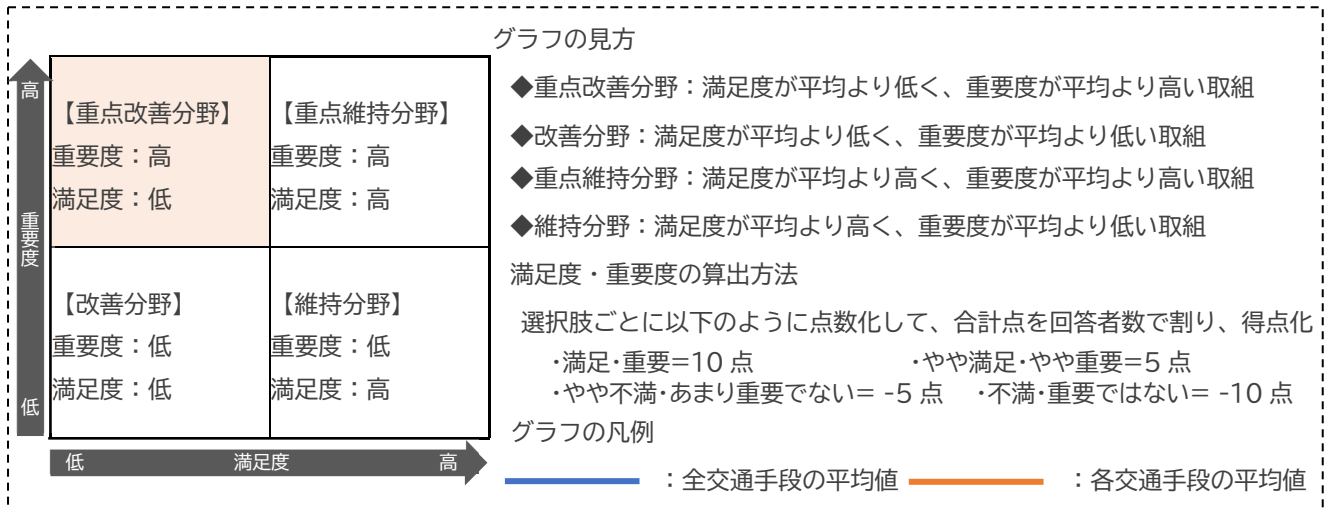 グラフの見方
高
【重点改善分野】
重要度：高
満足度：低
【重点維持分野】
重要度：高
満足度：高
重要度
【改善分野】
重要度：低
満足度：低
【維持分野】
重要度：低
満足度：高
低
低 満足度 高
◆重点改善分野：満足度が平均より低く、重要度が平均より高い取組
◆改善分野：満足度が平均より低く、重要度が平均より低い取組
◆重点維持分野：満足度が平均より高く、重要度が平均より高い取組
◆維持分野：満足度が平均より高く、重要度が平均より低い取組
満足度・重要度の算出方法
選択肢ごとに以下のように点数化して、合計点を回答者数で割り、得点化
・満足・重要＝10 点 ・やや満足・やや重要＝5 点
・やや不満・あまり重要でない＝ -5 点 ・不満・重要ではない＝ -10 点
グラフの凡例
：全交通手段の平均値 ：各交通手段の平均値